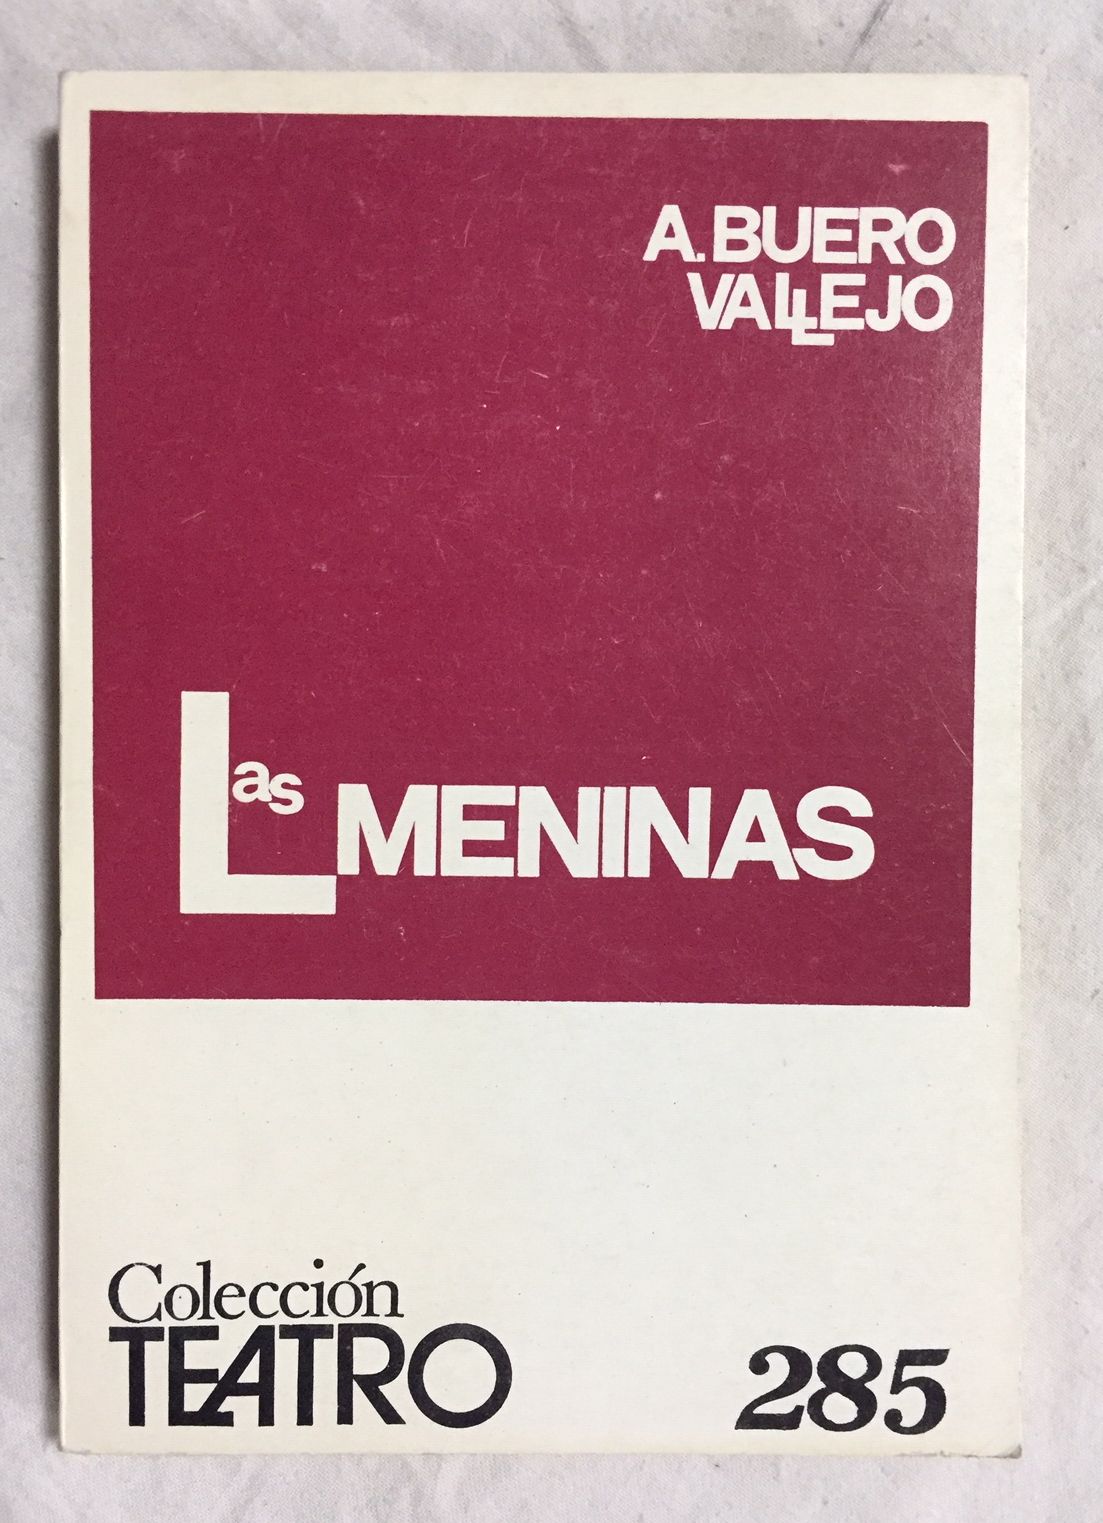 A. BUERO
VALLEJO
Las MENINAS
Colección
TEATRO
285